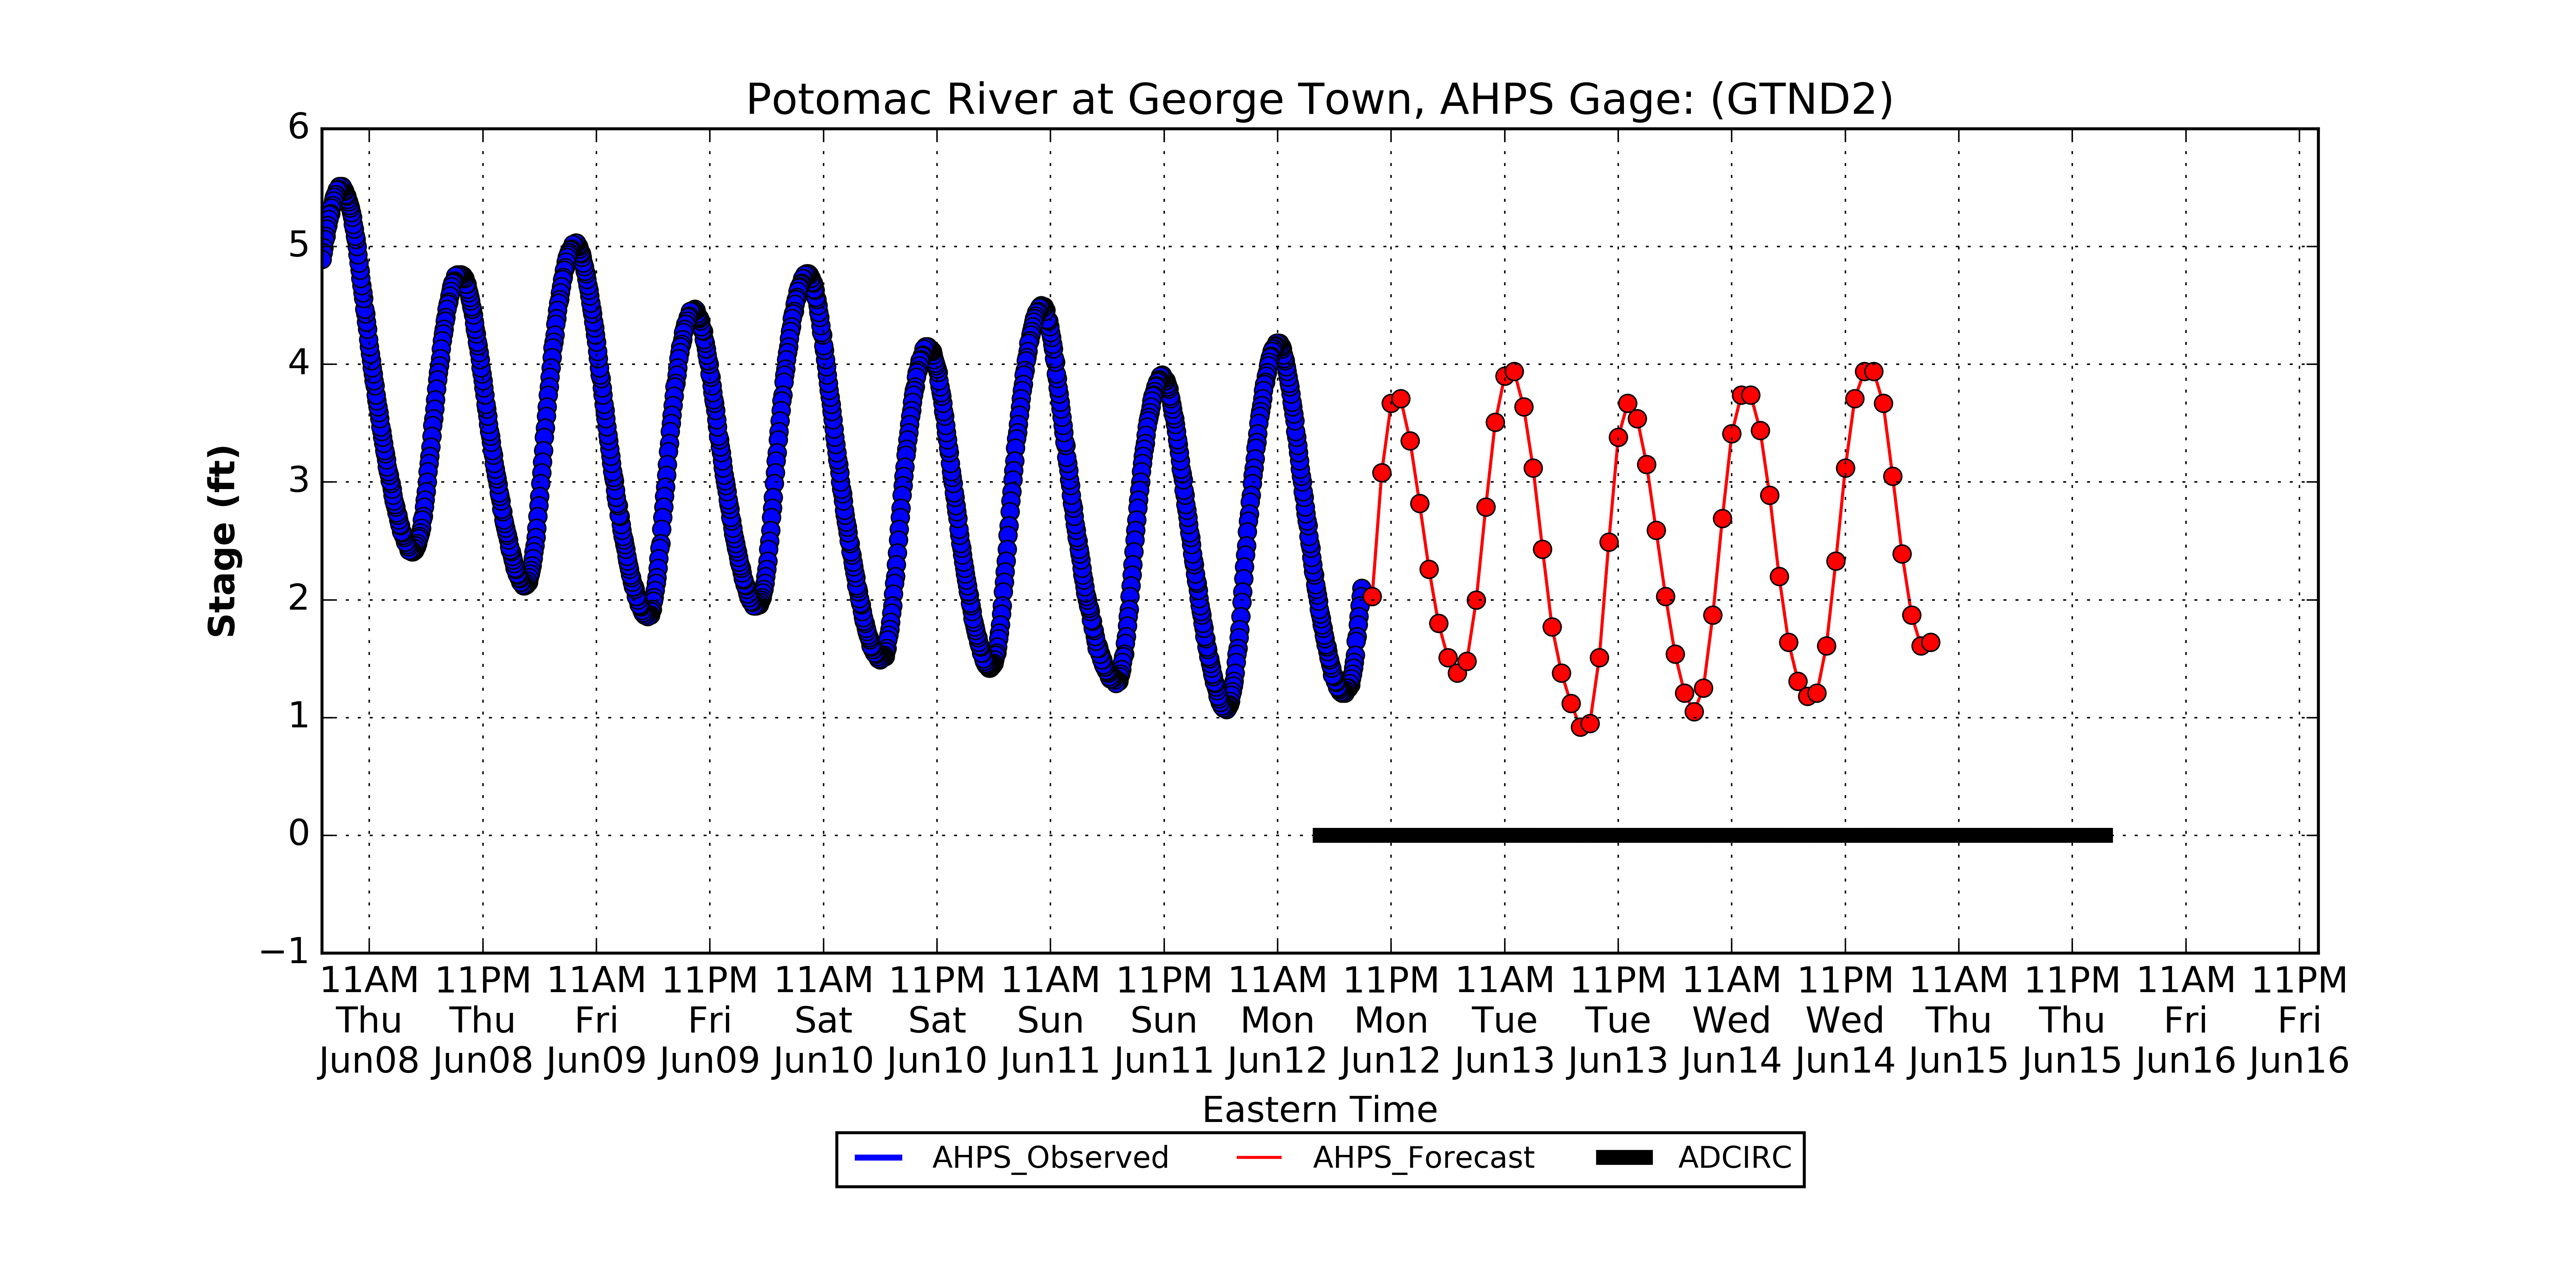 Potomac River at George Town, AHPS Gage: (GTND2)
6
5
4
3
2
1
0
−1
Stage (ft)
11AM 11PM 11AM 11PM 11AM 11PM 11AM 11PM 11AM 11PM 11AM 11PM 11AM 11PM 11AM 11PM 11AM 11PM
Thu Thu Fri Fri Sat Sat Sun Sun Mon Mon Tue Tue Wed Wed Thu Thu Fri Fri
Jun08 Jun08 Jun09 Jun09 Jun10 Jun10 Jun11 Jun11 Jun12 Jun12 Jun13 Jun13 Jun14 Jun14 Jun15 Jun15 Jun16 Jun16
Eastern Time
AHPS_Observed AHPS_Forecast ADCIRC